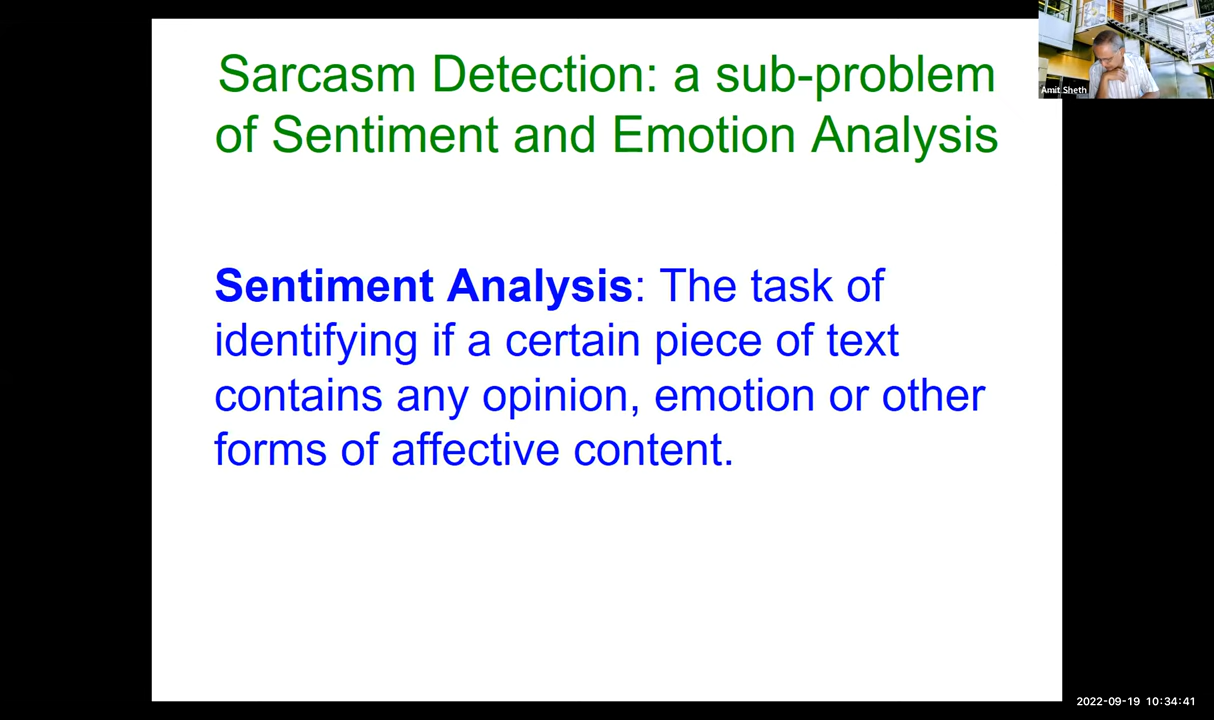 Sarcasm Detection: a sub-problem
of Sentiment and Emotion Analysis
Sentiment Analysis: The task of
identifying if a certain piece of text
contains any opinion, emotion or other
forms of affective content.
Amit Sheth
2022-09-19 10:34:41